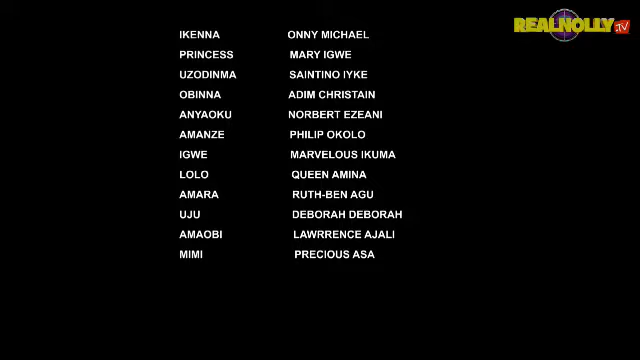 REALNOLLY.TV
IKENNA ONNY MICHAEL
PRINCESS MARY IGWE
UZODINMA SAINTINO IYKE
OBINNA ADIM CHRISTAIN
ANYAOKU NORBERT EZEANI
AMANZE PHILIP OKOLO
IGWE MARVELOUS IKUMA
LOLO QUEEN AMINA
AMARA RUTH-BEN AGU
UJU DEBORAH DEBORAH
AMAOBI LAWRRENCE AJALI
MIMI PRECIOUS ASA